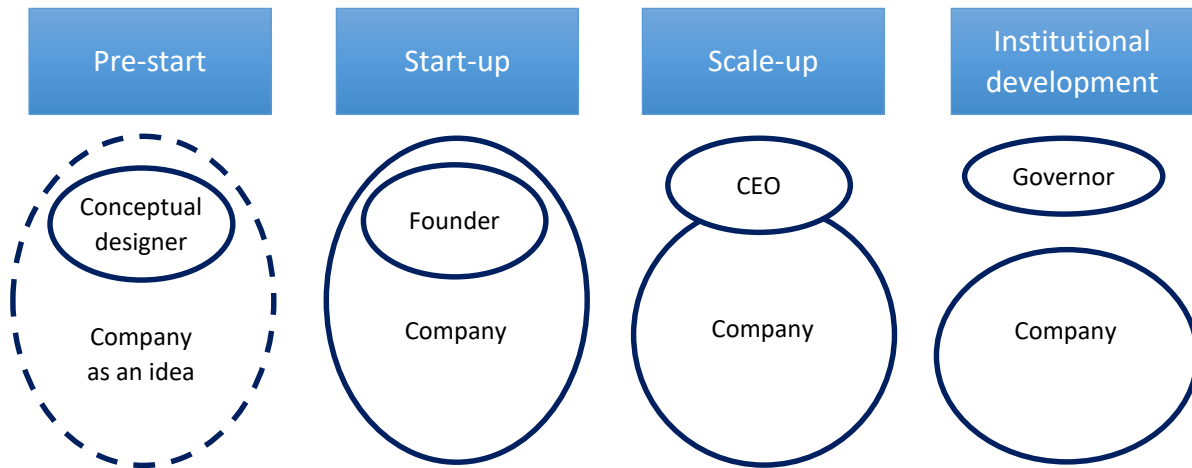 Pre-start
Start-up
Scale-up
Institutional
development
Conceptual
designer
Company
as an idea
Founder
Company
CEO
Company
Governor
Company